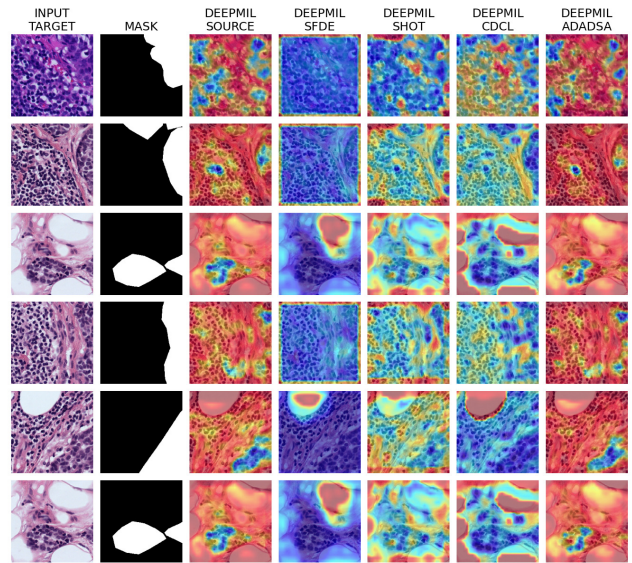 INPUT
TARGET
MASK
DEEPMIL
SOURCE
DEEPMIL
SFDE
DEEPMIL
SHOT
DEEPMIL
CDCL
DEEPMIL
ADADSA